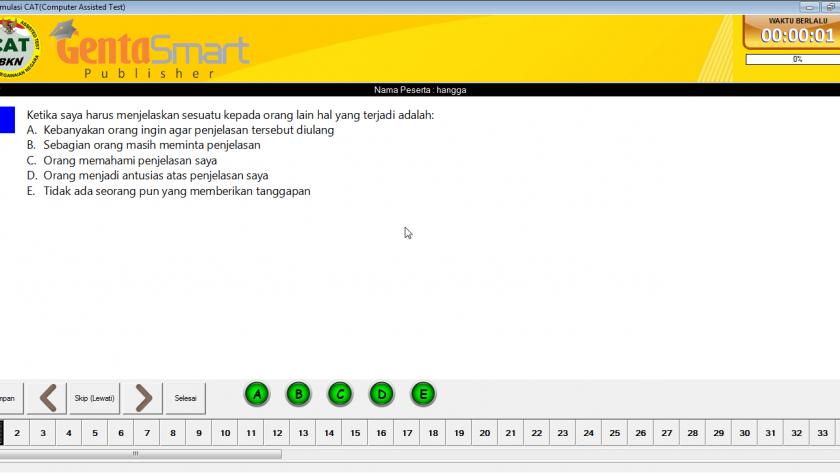 mulasi CAT(Computer Assisted Test)
CAT
BKN
GentaSmart
Publisher
WAKTU BERLALU
00:00:01
0%
Nama Peserta : hangga
Ketika saya harus menjelaskan sesuatu kepada orang lain hal yang terjadi adalah:
A. Kebanyakan orang ingin agar penjelasan tersebut diulang
B. Sebagian orang masih meminta penjelasan
C. Orang memahami penjelasan saya
D. Orang menjadi antusias atas penjelasan saya
E. Tidak ada seorang pun yang memberikan tanggapan
mpan Skip (Lewati) Selesai A B C D E
2 3 4 5 6 7 8 9 10 11 12 13 14 15 16 17 18 19 20 21 22 23 24 25 26 27 28 29 30 31 32 33